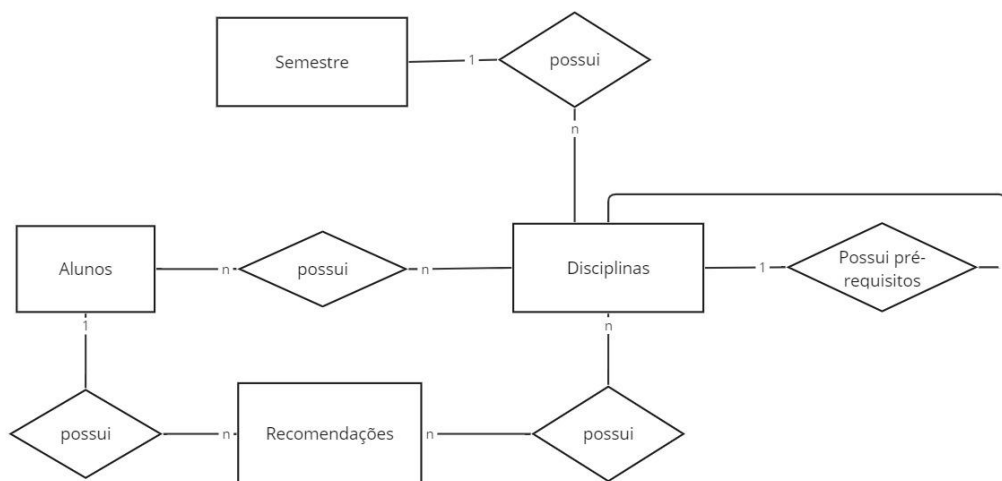 Semestre
1
possui
n
Alunos
n
possui
n
Disciplinas
1
Possui pré-
requisitos
1
n
possui
n
Recomendações
n
possui